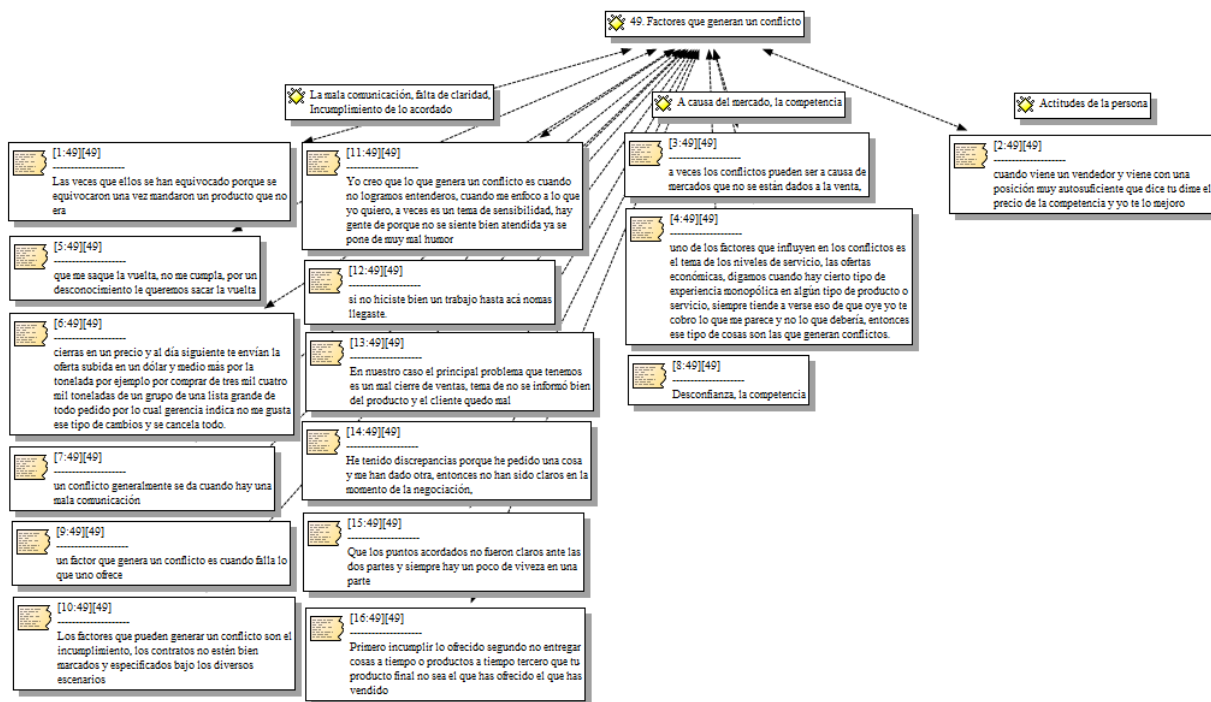 49. Factores que generan un conflicto
La mala comunicación, falta de claridad,
Incumplimiento de lo acordado
A causa del mercado, la competencia
Actitudes de la persona
[1:49][49]
--------------------
Las veces que ellos se han equivocado porque se
equivocaron una vez mandaron un producto que no
era
[5:49][49]
--------------------
que me saque la vuelta, no me cumpla, por un
desconocimiento le queremos sacar la vuelta
[6:49][49]
--------------------
cierras en un precio y al día siguiente te envían la
oferta subida en un dólar y medio más por la
tonelada por ejemplo por comprar de tres mil cuatro
mil toneladas de un grupo de una lista grande de
todo pedido por lo cual gerencia indica no me gusta
ese tipo de cambios y se cancela todo.
[7:49][49]
--------------------
un conflicto generalmente se da cuando hay una
mala comunicación
[9:49][49]
--------------------
un factor que genera un conflicto es cuando falla lo
que uno ofrece
[10:49][49]
--------------------
Los factores que pueden generar un conflicto son el
incumplimiento, los contratos no estén bien
marcados y especificados bajo los diversos
escenarios
[11:49][49]
--------------------
Yo creo que lo que genera un conflicto es cuando
no logramos entenderos, cuando me enfoco a lo que
yo quiero, a veces es un tema de sensibilidad, hay
gente de porque no se siente bien atendida ya se
pone de muy mal humor
[12:49][49]
--------------------
si no hiciste bien un trabajo hasta acá nomas
llegaste.
[13:49][49]
--------------------
En nuestro caso el principal problema que tenemos
es un mal cierre de ventas, tema de no se informó bien
del producto y el cliente quedo mal
[14:49][49]
--------------------
He tenido discrepancias porque he pedido una cosa
y me han dado otra, entonces no han sido claros en la
momento de la negociación,
[15:49][49]
--------------------
Que los puntos acordados no fueron claros ante las
dos partes y siempre hay un poco de viveza en una
parte
[16:49][49]
--------------------
Primero incumplir lo ofrecido segundo no entregar
cosas a tiempo o productos a tiempo tercero que tu
producto final no sea el que has ofrecido el que has
vendido
[3:49][49]
--------------------
a veces los conflictos pueden ser a causa de
mercados que no se están dados a la venta,
[4:49][49]
--------------------
uno de los factores que influyen en los conflictos es
el tema de los niveles de servicio, las ofertas
económicas, digamos cuando hay cierto tipo de
experiencia monopólica en algún tipo de producto o
servicio, siempre tiende a verse eso de que oye yo te
cobro lo que me parece y no lo que debería, entonces
ese tipo de cosas son las que generan conflictos.
[8:49][49]
--------------------
Desconfianza, la competencia
[2:49][49]
--------------------
cuando viene un vendedor y viene con una
posición muy autosuficiente que dice tu dime el
precio de la competencia y yo te lo mejoro